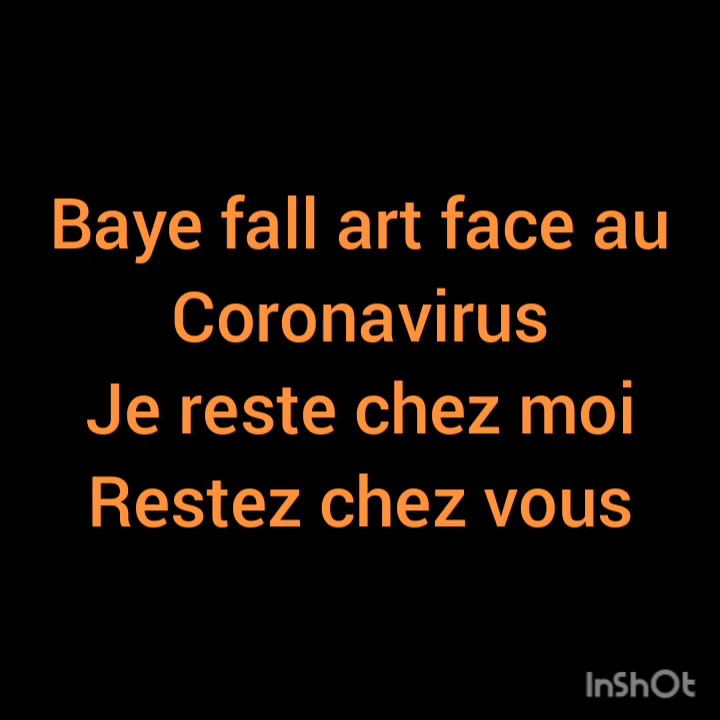 Baye fall art face au
Coronavirus
Je reste chez moi
Restez chez vous
InShOt